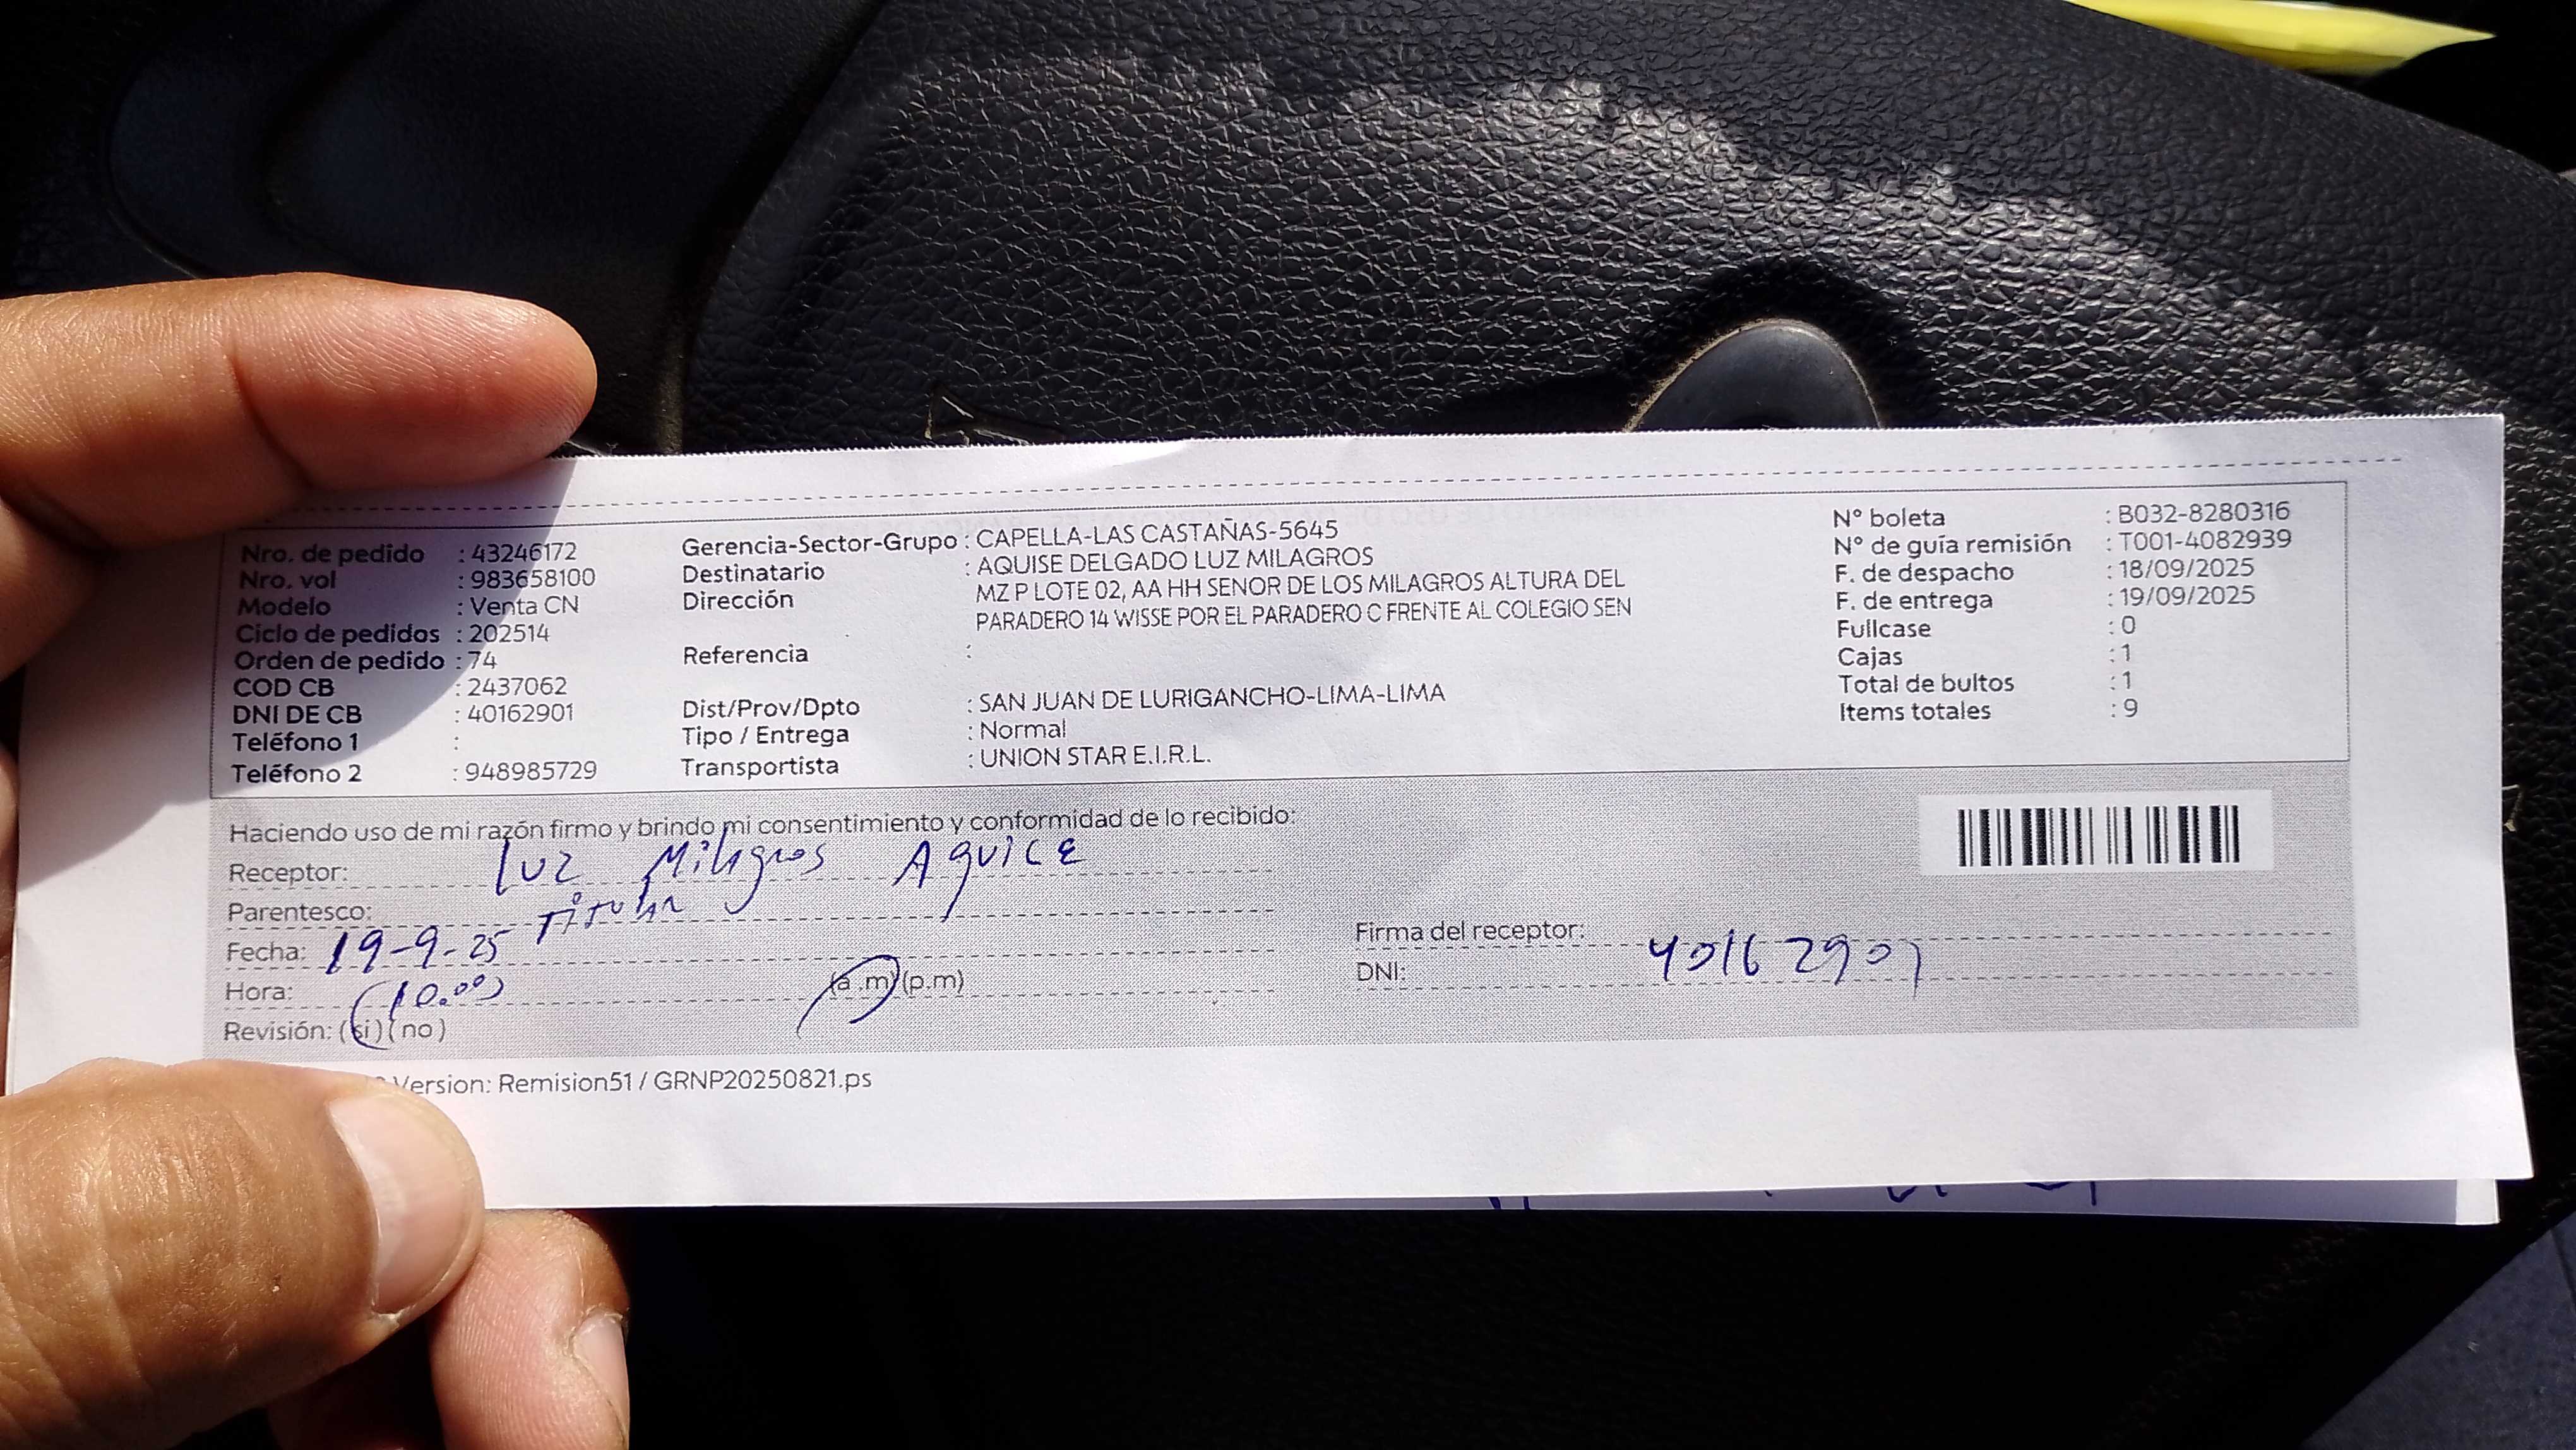 Nro. de pedido : 43246172
Nro. vol : 983658100
Modelo : Venta CN
Ciclo de pedidos : 202514
Orden de pedido : 74
COD CB : 2437062
DNI DE CB : 40162901
Teléfono 1 :
Teléfono 2 : 948985729
Gerencia-Sector-Grupo : CAPELLA-LAS CASTAÑAS-5645
Destinatario : AQUISE DELGADO LUZ MILAGROS
Dirección MZ P LOTE 02, AA HH SENOR DE LOS MILAGROS ALTURA DEL
PARADERO 14 WISSE POR EL PARADERO C FRENTE AL COLEGIO SEN
Referencia :
Dist/Prov/Dpto : SAN JUAN DE LURIGANCHO-LIMA-LIMA
Tipo / Entrega : Normal
Transportista : UNION STAR E.I.R.L.
N° boleta : B032-8280316
N° de guía remisión : T001-4082939
F. de despacho : 18/09/2025
F. de entrega : 19/09/2025
Fullcase : 0
Cajas : 1
Total de bultos : 1
Items totales : 9
Haciendo uso de mi razón firmo y brindo mi consentimiento y conformidad de lo recibido:
Receptor: Luz Milagros Aquice
Parentesco: Titular
Fecha: 19-9-25
Hora: 10.00 (a .m) (p.m)
Revisión: (si) (no)
Firma del receptor:
DNI: 40162901
Version: Remision51 / GRNP20250821.ps